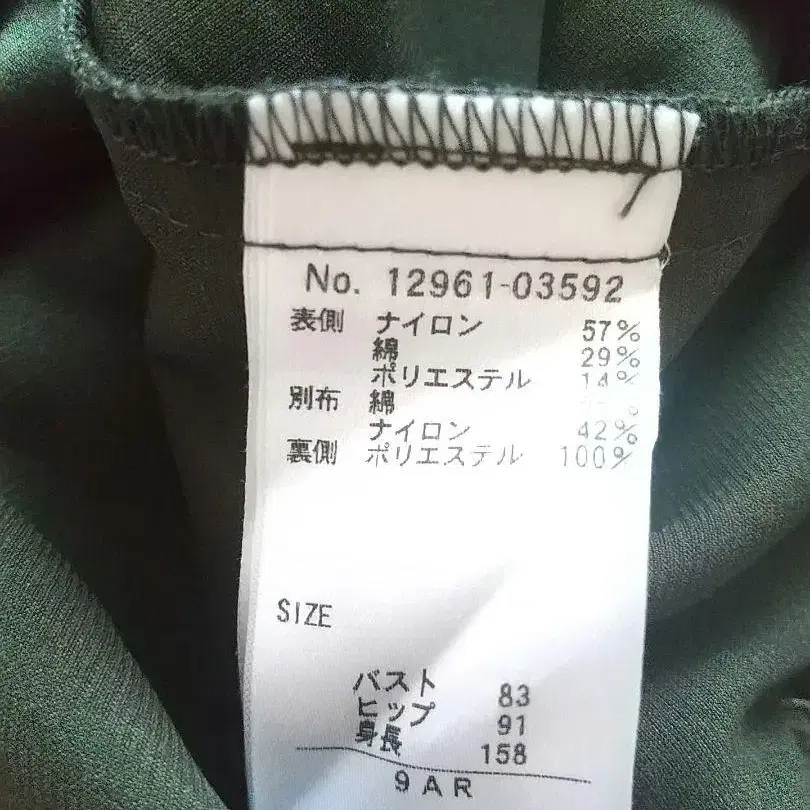 No. 12961-03592
表側 ナイロン 57%
綿 29%
ポリエステル 14%
別布 綿
ナイロン 42%
裏側 ポリエステル 100%
SIZE
バスト 83
ヒップ 91
身長 158
9AR